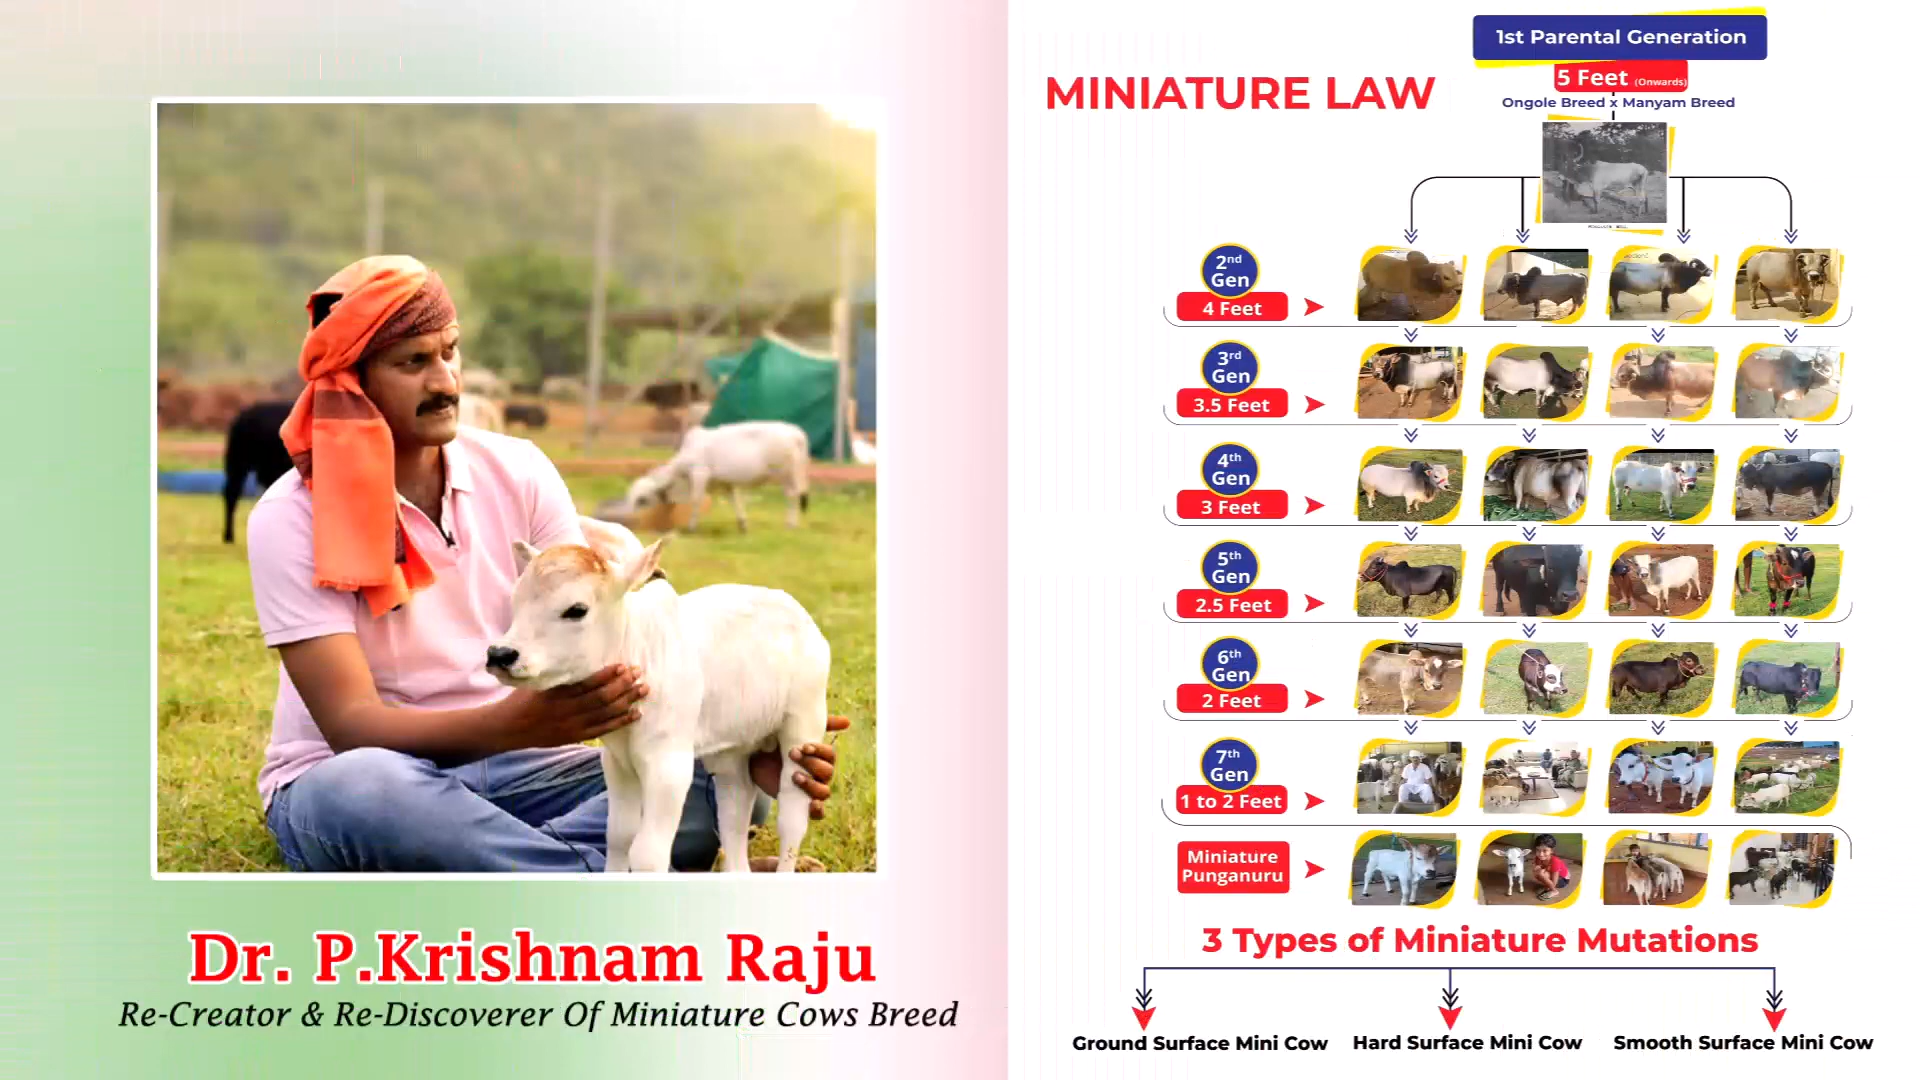 Dr. P.Krishnam Raju
Re-Creator & Re-Discoverer Of Miniature Cows Breed
MINIATURE LAW
1st Parental Generation
5 Feet (Onwards)
Ongole Breed x Manyam Breed
2nd
Gen
4 Feet
3rd
Gen
3.5 Feet
4th
Gen
3 Feet
5th
Gen
2.5 Feet
6th
Gen
2 Feet
7th
Gen
1 to 2 Feet
Miniature
Punganuru
3 Types of Miniature Mutations
Ground Surface Mini Cow
Hard Surface Mini Cow
Smooth Surface Mini Cow